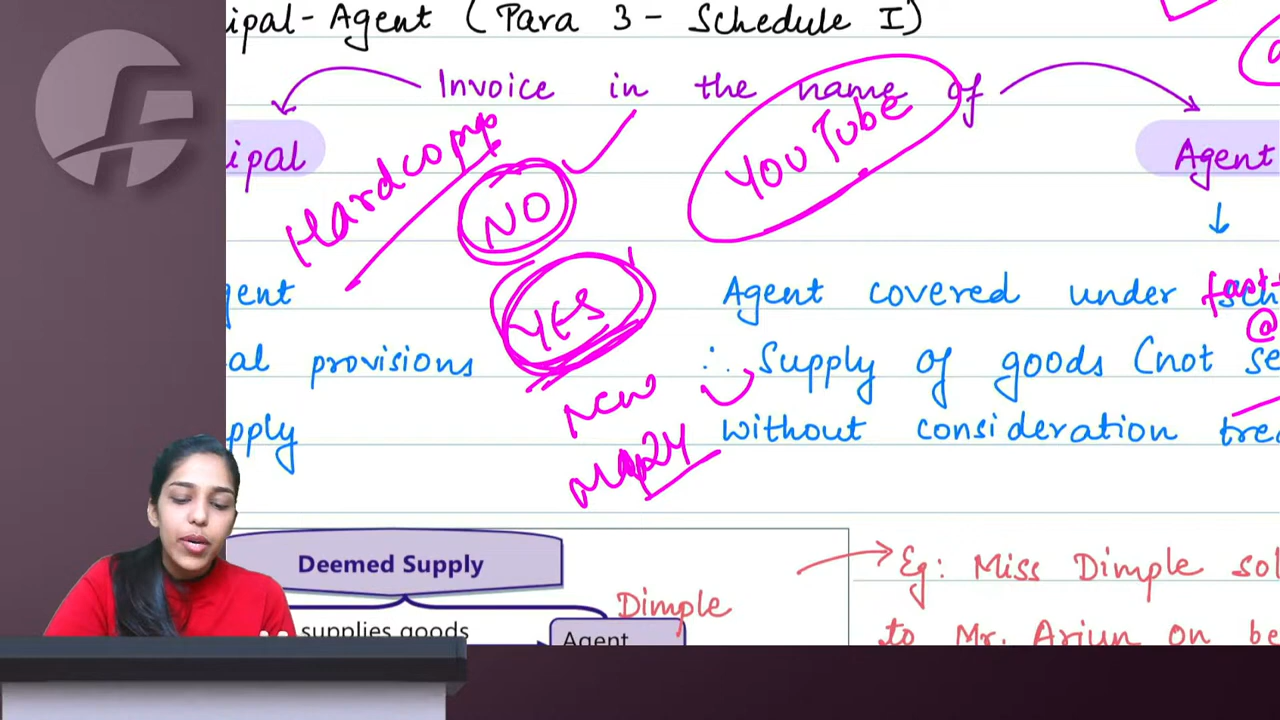 ipal-Agent (Para 3 - Schedule I)
Invoice in the name of
YouTube
Hardcopy
ipal
NO
Agent
YES
gent
Agent covered under
al provisions
∴ Supply of goods (not se
New
pply
without consideration trea
May24
Deemed Supply
Eg: Miss Dimple sol
Dimple
supplies goods
Agent
to Mr. Arjun on be